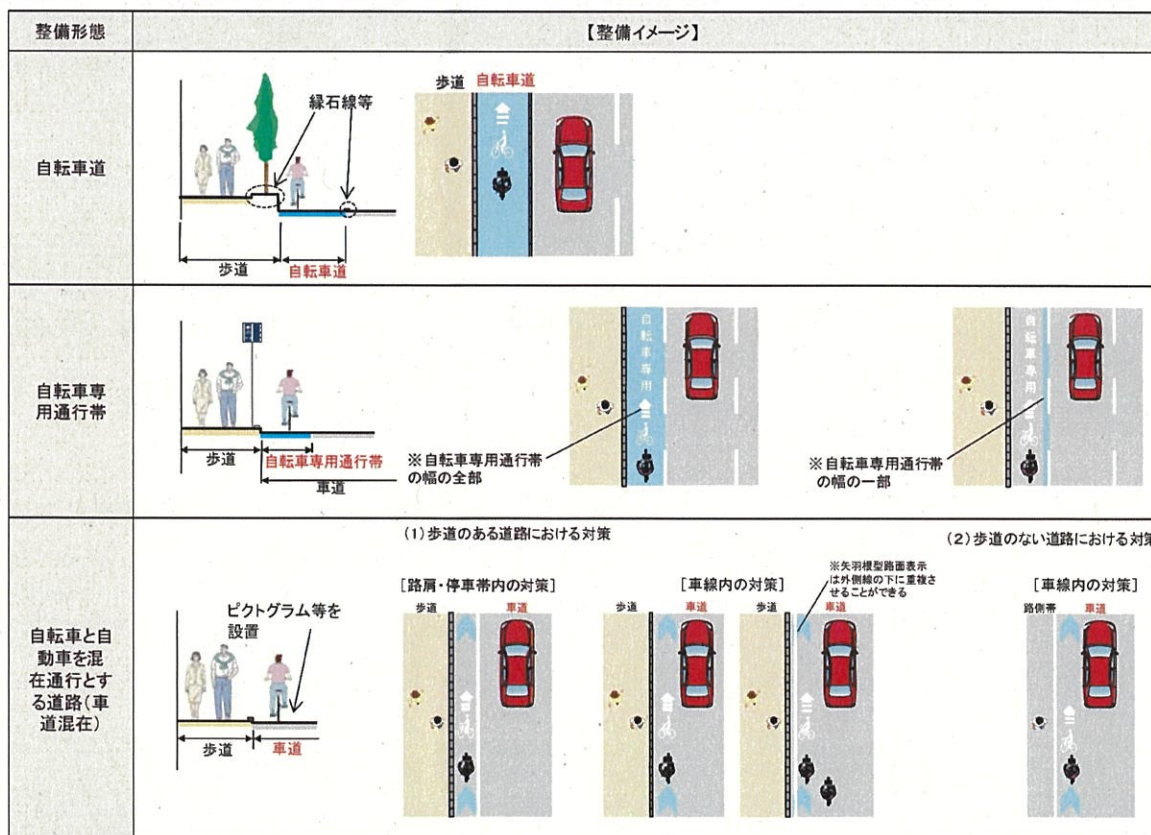 整備形態
【整備イメージ】
自転車道
縁石線等
歩道
自転車道
歩道 自転車道
自転車専
用通行帯
歩道
自転車専用通行帯
車道
自転車専用
※自転車専用通行帯
の幅の全部
自転車専用
※自転車専用通行帯
の幅の一部
自転車と自
動車を混
在通行とす
る道路(車
道混在)
ピクトグラム等を
設置
歩道
車道
(1)歩道のある道路における対策
[路肩・停車帯内の対策]
歩道 車道
[車線内の対策]
歩道 車道
※矢羽根型路面表示
は外側線の下に重複さ
せることができる
歩道 車道
(2)歩道のない道路における対策
[車線内の対策]
路側帯 車道